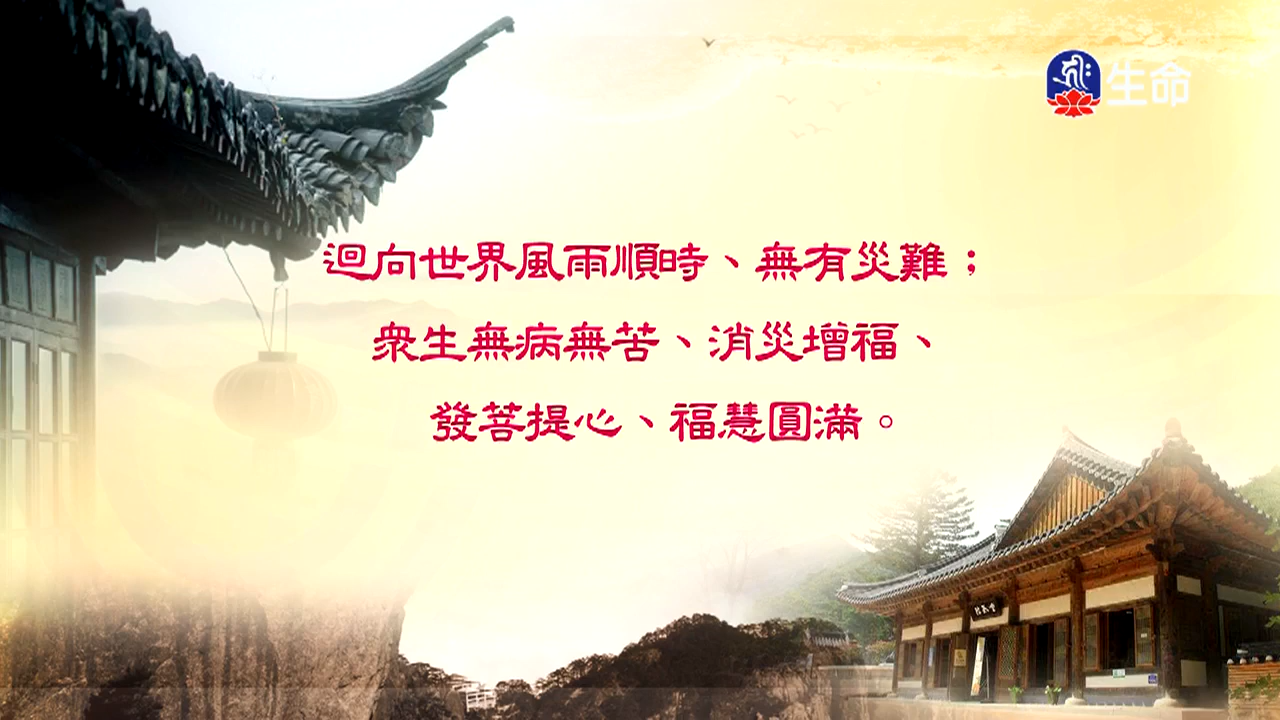 生命
迴向世界風雨順時、無有災難；
眾生無病無苦、消災增福、
發菩提心、福慧圓滿。